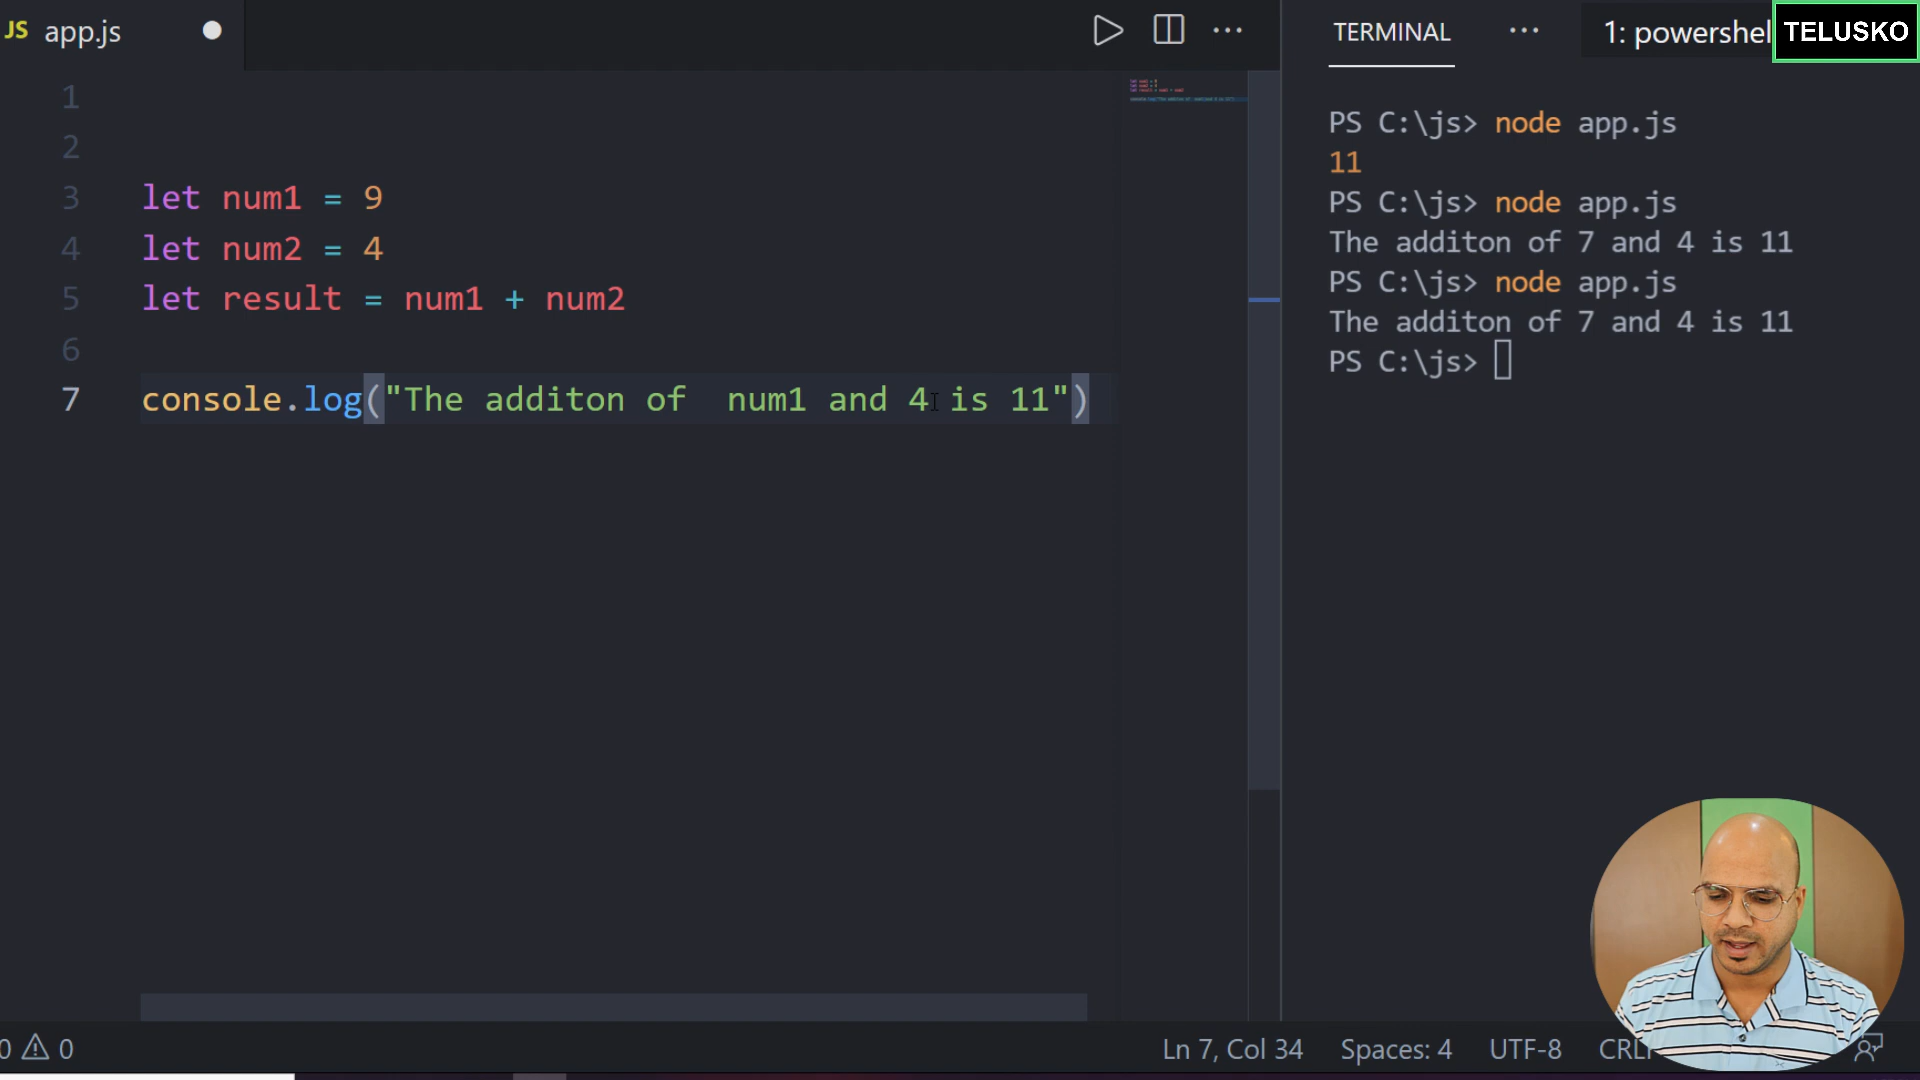 JS app.js
TERMINAL
1: powershel
TELUSKO
1
2
3 let num1 = 9
4 let num2 = 4
5 let result = num1 + num2
6
7 console.log("The additon of  num1 and 4 is 11")
PS C:\js> node app.js
11
PS C:\js> node app.js
The additon of 7 and 4 is 11
PS C:\js> node app.js
The additon of 7 and 4 is 11
PS C:\js>
0 0
Ln 7, Col 34
Spaces: 4
UTF-8